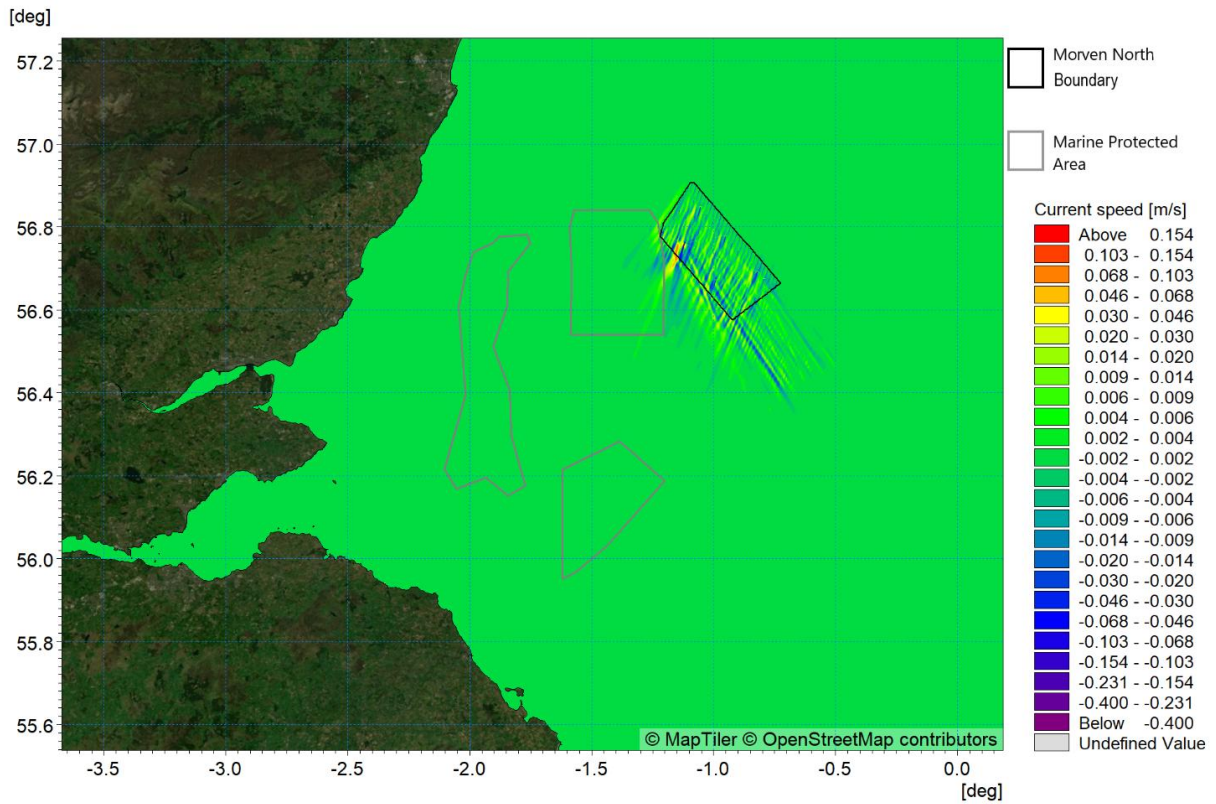 [deg]
57.2
57.0
56.8
56.6
56.4
56.2
56.0
55.8
55.6
-3.5
-3.0
-2.5
-2.0
-1.5
-1.0
-0.5
0.0
[deg]
© MapTiler © OpenStreetMap contributors
Morven North
Boundary
Marine Protected
Area
Current speed [m/s]
Above 0.154
0.103 - 0.154
0.068 - 0.103
0.046 - 0.068
0.030 - 0.046
0.020 - 0.030
0.014 - 0.020
0.009 - 0.014
0.006 - 0.009
0.004 - 0.006
0.002 - 0.004
-0.002 - 0.002
-0.004 - -0.002
-0.006 - -0.004
-0.009 - -0.006
-0.014 - -0.009
-0.020 - -0.014
-0.030 - -0.020
-0.046 - -0.030
-0.068 - -0.046
-0.103 - -0.068
-0.154 - -0.103
-0.231 - -0.154
-0.400 - -0.231
Below -0.400
Undefined Value